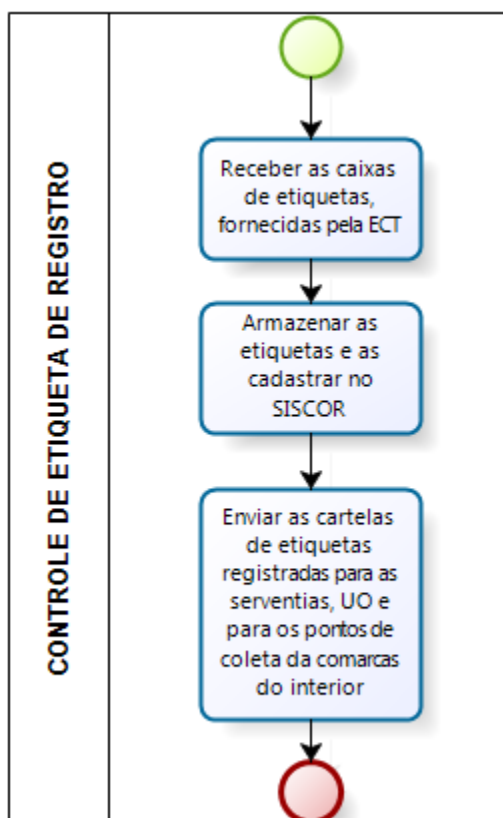 CONTROLE DE ETIQUETA DE REGISTRO
Receber as caixas
de etiquetas,
fornecidas pela ECT
Armazenar as
etiquetas e as
cadastrar no
SISCOR
Enviar as cartelas
de etiquetas
registradas para as
serventias, UO e
para os pontos de
coleta da comarcas
do interior